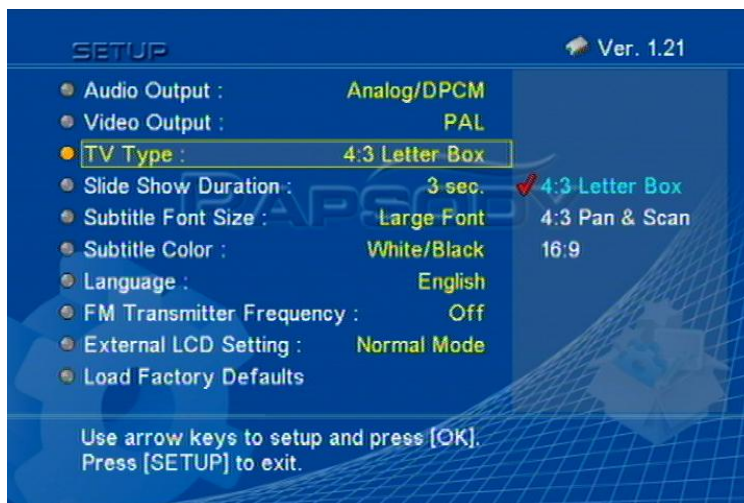 SETUP
Ver. 1.21
Audio Output : Analog/DPCM
Video Output : PAL
TV Type : 4:3 Letter Box
Slide Show Duration : 3 sec.
4:3 Letter Box
Subtitle Font Size : Large Font
4:3 Pan & Scan
Subtitle Color : White/Black
16:9
Language : English
FM Transmitter Frequency : Off
External LCD Setting : Normal Mode
Load Factory Defaults
RAPSODY
Use arrow keys to setup and press [OK].
Press [SETUP] to exit.